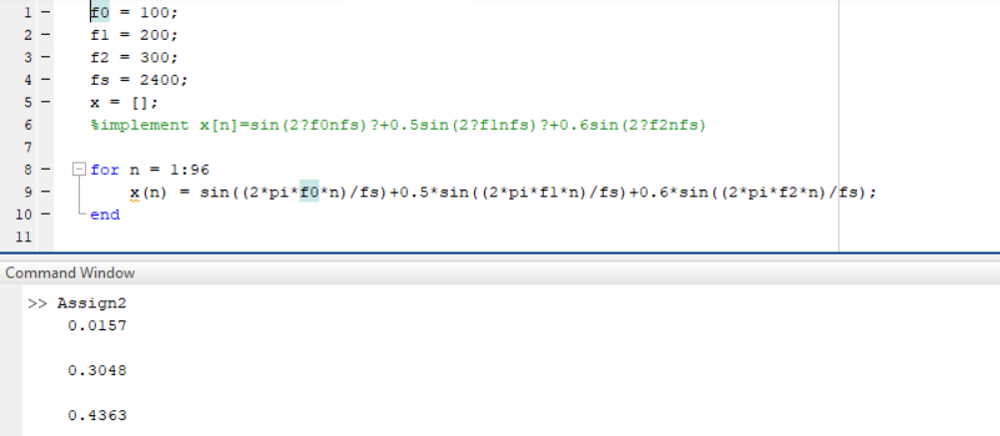 1 – f0 = 100;
2 – f1 = 200;
3 – f2 = 300;
4 – fs = 2400;
5 – x = [];
6 %implement x[n]=sin(2?f0nfs)?+0.5sin(2?f1nfs)?+0.6sin(2?f2nfs)
7
8 – for n = 1:96
9 – x(n) = sin((2*pi*f0*n)/fs)+0.5*sin((2*pi*f1*n)/fs)+0.6*sin((2*pi*f2*n)/fs);
10 – end
11
Command Window
>> Assign2
0.0157
0.3048
0.4363